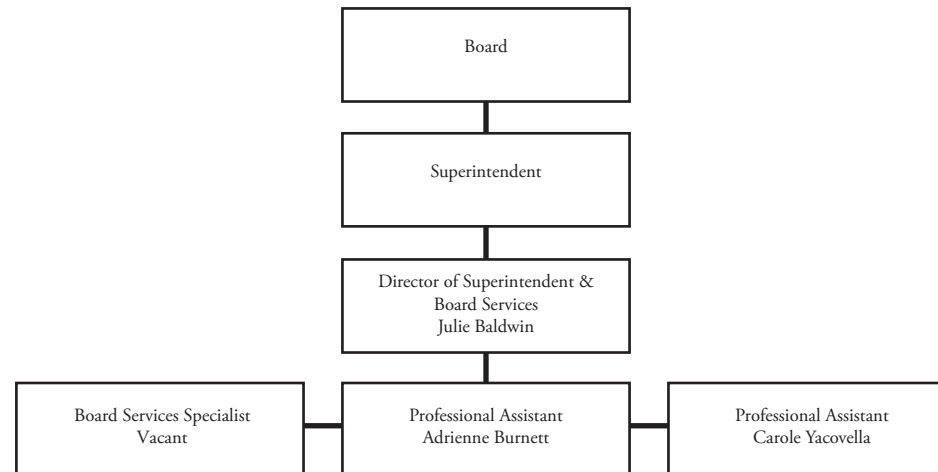 Board
Superintendent
Director of Superintendent &
Board Services
Julie Baldwin
Board Services Specialist
Vacant
Professional Assistant
Adrienne Burnett
Professional Assistant
Carole Yacovella